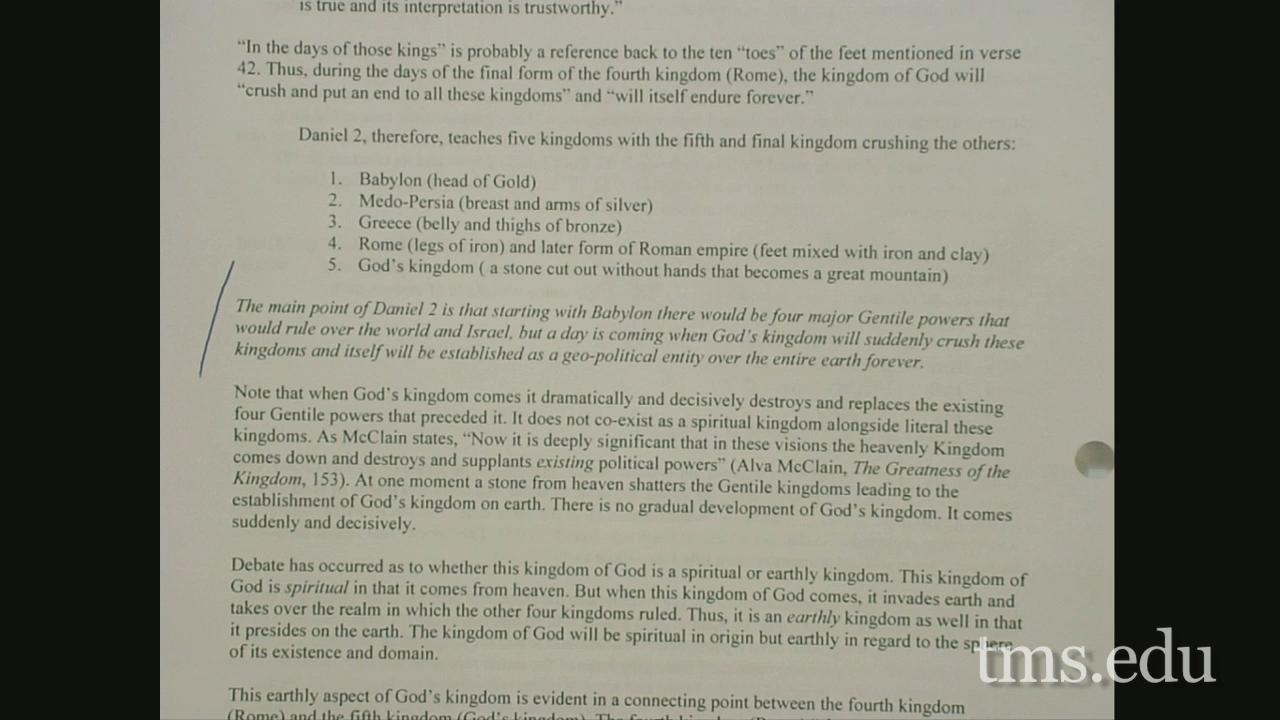 is true and its interpretation is trustworthy.”
“In the days of those kings” is probably a reference back to the ten “toes” of the feet mentioned in verse
42. Thus, during the days of the final form of the fourth kingdom (Rome), the kingdom of God will
“crush and put an end to all these kingdoms” and “will itself endure forever.”
Daniel 2, therefore, teaches five kingdoms with the fifth and final kingdom crushing the others:
1. Babylon (head of Gold)
2. Medo-Persia (breast and arms of silver)
3. Greece (belly and thighs of bronze)
4. Rome (legs of iron) and later form of Roman empire (feet mixed with iron and clay)
5. God’s kingdom ( a stone cut out without hands that becomes a great mountain)
The main point of Daniel 2 is that starting with Babylon there would be four major Gentile powers that
would rule over the world and Israel, but a day is coming when God’s kingdom will suddenly crush these
kingdoms and itself will be established as a geo-political entity over the entire earth forever.
Note that when God’s kingdom comes it dramatically and decisively destroys and replaces the existing
four Gentile powers that preceded it. It does not co-exist as a spiritual kingdom alongside literal these
kingdoms. As McClain states, “Now it is deeply significant that in these visions the heavenly Kingdom
comes down and destroys and supplants existing political powers” (Alva McClain, The Greatness of the
Kingdom, 153). At one moment a stone from heaven shatters the Gentile kingdoms leading to the
establishment of God’s kingdom on earth. There is no gradual development of God’s kingdom. It comes
suddenly and decisively.
Debate has occurred as to whether this kingdom of God is a spiritual or earthly kingdom. This kingdom of
God is spiritual in that it comes from heaven. But when this kingdom of God comes, it invades earth and
takes over the realm in which the other four kingdoms ruled. Thus, it is an earthly kingdom as well in that
it presides on the earth. The kingdom of God will be spiritual in origin but earthly in regard to the sphere
of its existence and domain.
tms.edu
This earthly aspect of God’s kingdom is evident in a connecting point between the fourth kingdom
(Rome) and the fifth kingdom (God’s kingdom). The fourth